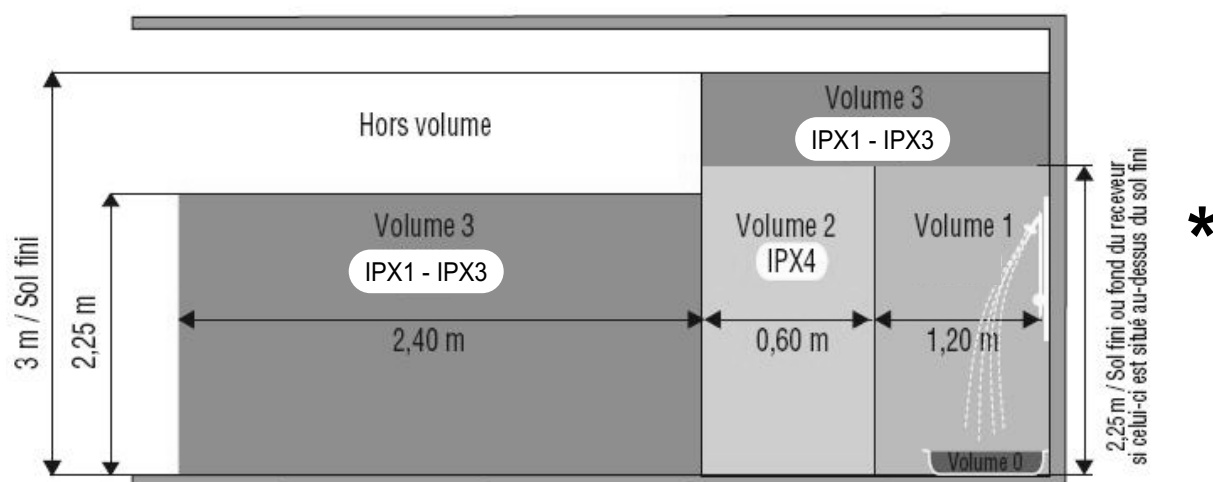 Volume 3
IPX1 - IPX3
Hors volume
3 m / Sol fini
2,25 m
Volume 3
IPX1 - IPX3
2,40 m
Volume 2
IPX4
0,60 m
Volume 1
1,20 m
Volume 0
2,25 m / Sol fini ou fond du receveur
si celui-ci est situé au-dessus du sol fini
*